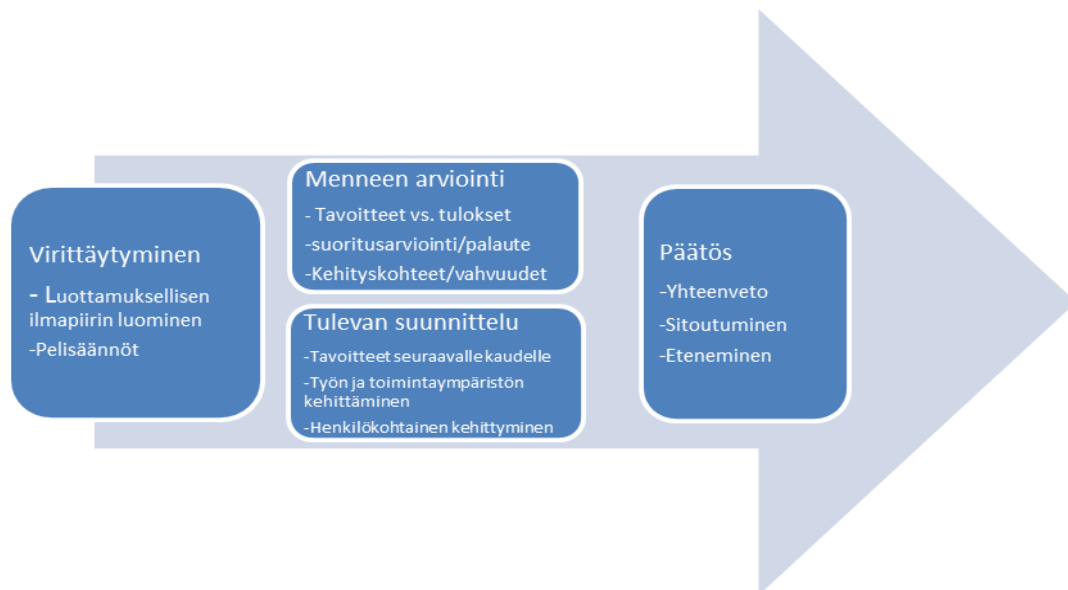 Virittäytyminen
- Luottamuksellisen
ilmapiirin luominen
-Pelisäännöt
Menneen arviointi
- Tavoitteet vs. tulokset
-suoritusarviointi/palaute
-Kehityskohteet/vahvuudet
Tulevan suunnittelu
-Tavoitteet seuraavalle kaudelle
-Työn ja toimintaympäristön
kehittäminen
-Henkilökohtainen kehittyminen
Päätös
-Yhteenveto
-Sitoutuminen
-Eteneminen